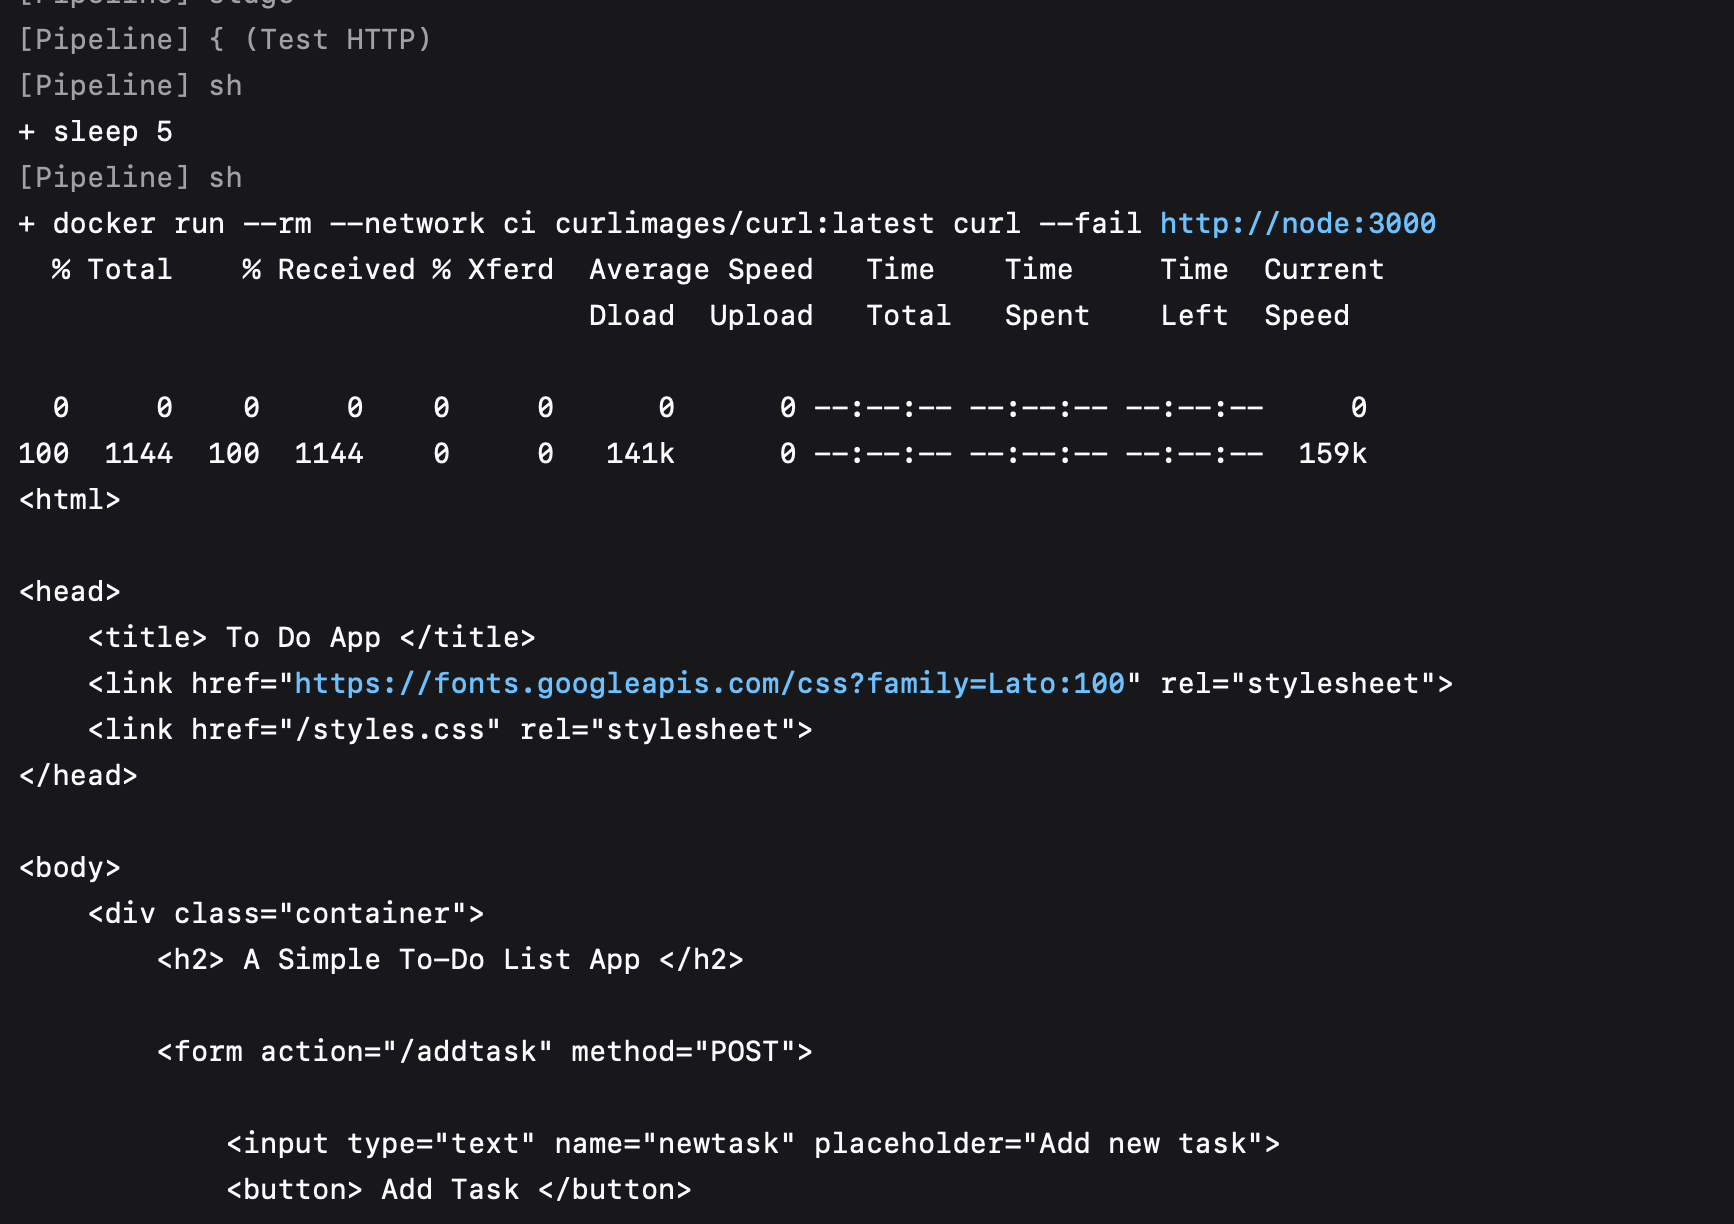 [Pipeline] stage
[Pipeline] { (Test HTTP)
[Pipeline] sh
+ sleep 5
[Pipeline] sh
+ docker run --rm --network ci curlimages/curl:latest curl --fail http://node:3000
  % Total    % Received % Xferd  Average Speed   Time    Time     Time  Current
                                 Dload  Upload   Total   Spent    Left  Speed

  0     0    0     0    0     0      0      0 --:--:-- --:--:-- --:--:--     0
100  1144  100  1144    0     0   141k      0 --:--:-- --:--:-- --:--:--  159k
<html>

<head>
    <title> To Do App </title>
    <link href="https://fonts.googleapis.com/css?family=Lato:100" rel="stylesheet">
    <link href="/styles.css" rel="stylesheet">
</head>

<body>
    <div class="container">
        <h2> A Simple To-Do List App </h2>

        <form action="/addtask" method="POST">

            <input type="text" name="newtask" placeholder="Add new task">
            <button> Add Task </button>